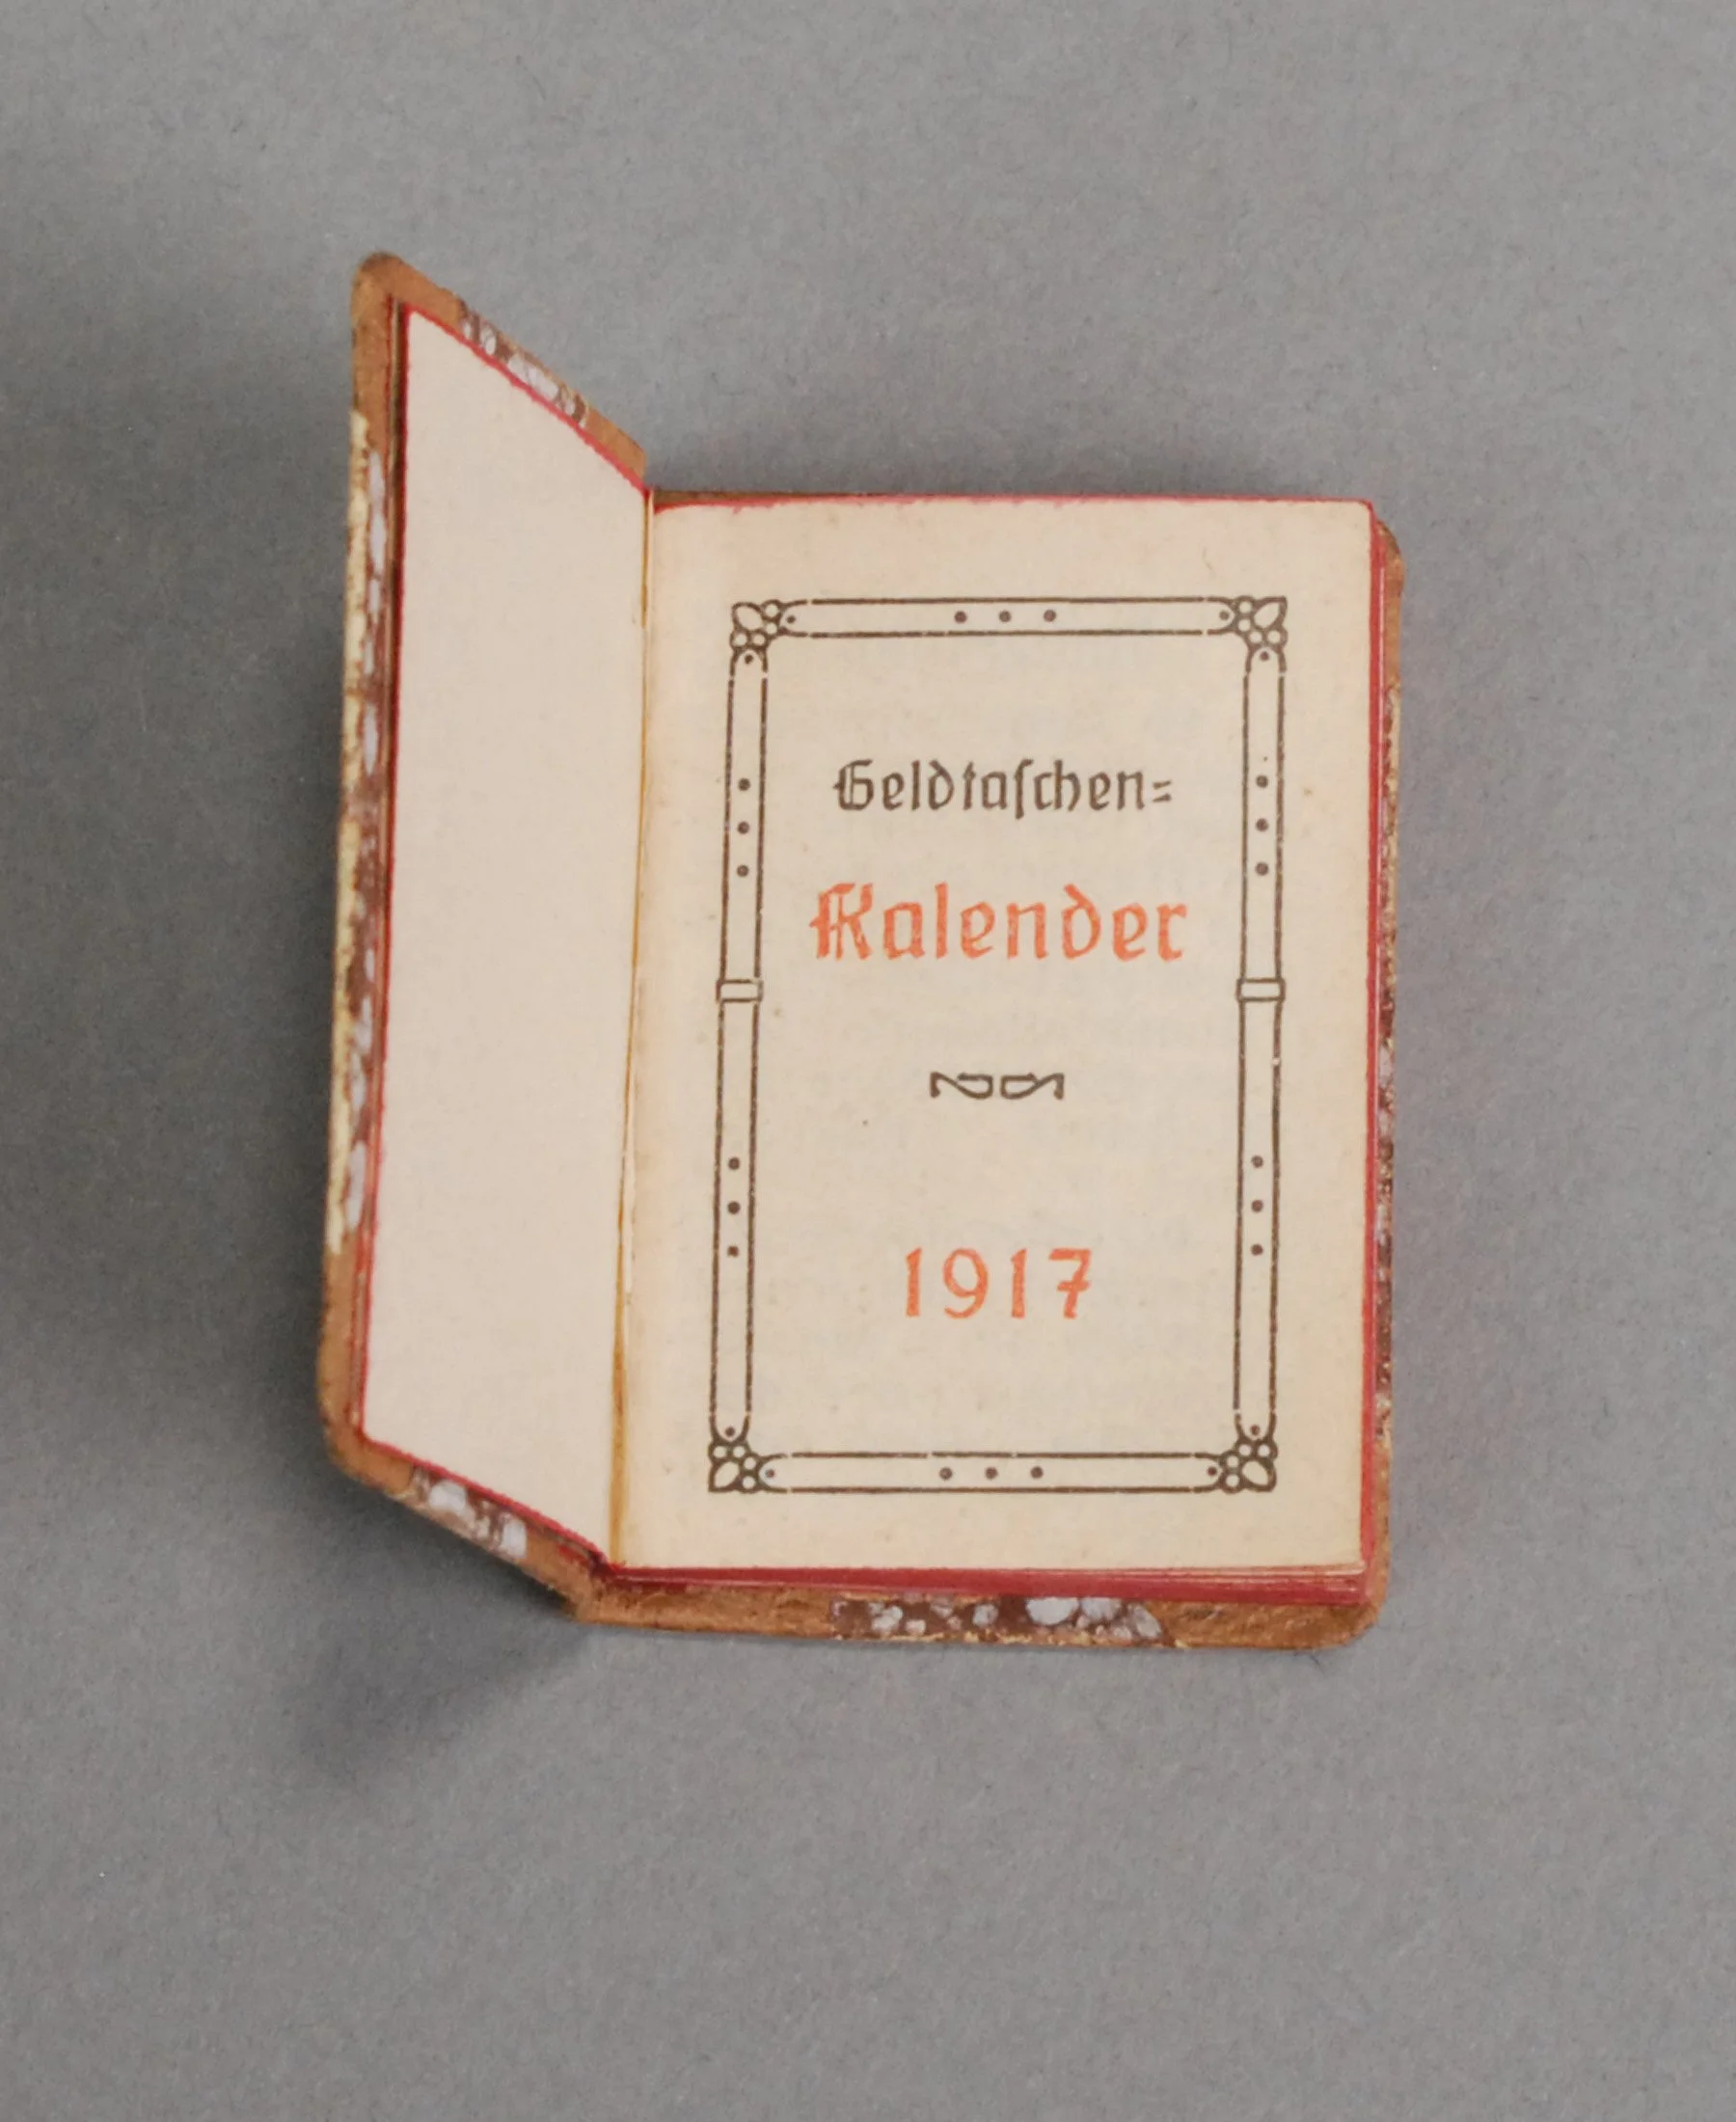 Geldtaſchen⸗
Kalender
1917